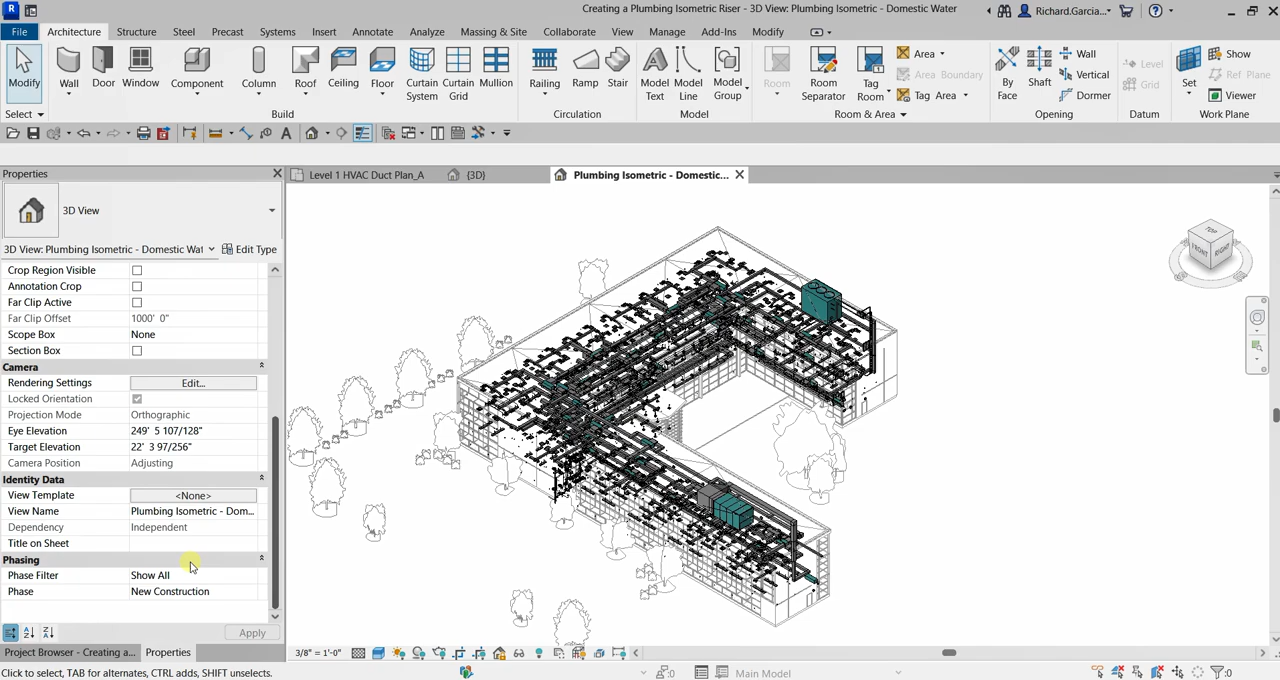 Creating a Plumbing Isometric Riser - 3D View: Plumbing Isometric - Domestic Water
Richard.Garcia...
File Architecture Structure Steel Precast Systems Insert Annotate Analyze Massing & Site Collaborate View Manage Add-Ins Modify
Modify Wall Door Window Component Column Roof Ceiling Floor Curtain System Curtain Grid Mullion Railing Ramp Stair Model Text Model Line Model Group Room Room Separator Tag Room Area Area Boundary Tag Area By Face Shaft Wall Vertical Dormer Level Grid Set Show Ref Plane Viewer
Select Build Circulation Model Room & Area Opening Datum Work Plane
Properties
Level 1 HVAC Duct Plan_A {3D} Plumbing Isometric - Domestic...
3D View
3D View: Plumbing Isometric - Domestic Wat Edit Type
Crop Region Visible
Annotation Crop
Far Clip Active
Far Clip Offset 1000' 0"
Scope Box None
Section Box
Camera
Rendering Settings Edit...
Locked Orientation
Projection Mode Orthographic
Eye Elevation 249' 5 107/128"
Target Elevation 22' 3 97/256"
Camera Position Adjusting
Identity Data
View Template <None>
View Name Plumbing Isometric - Dom...
Dependency Independent
Title on Sheet
Phasing
Phase Filter Show All
Phase New Construction
Apply
TOP
FRONT RIGHT
Project Browser - Creating a... Properties
3/8" = 1'-0"
Click to select, TAB for alternates, CTRL adds, SHIFT unselects.
:0 Main Model :0